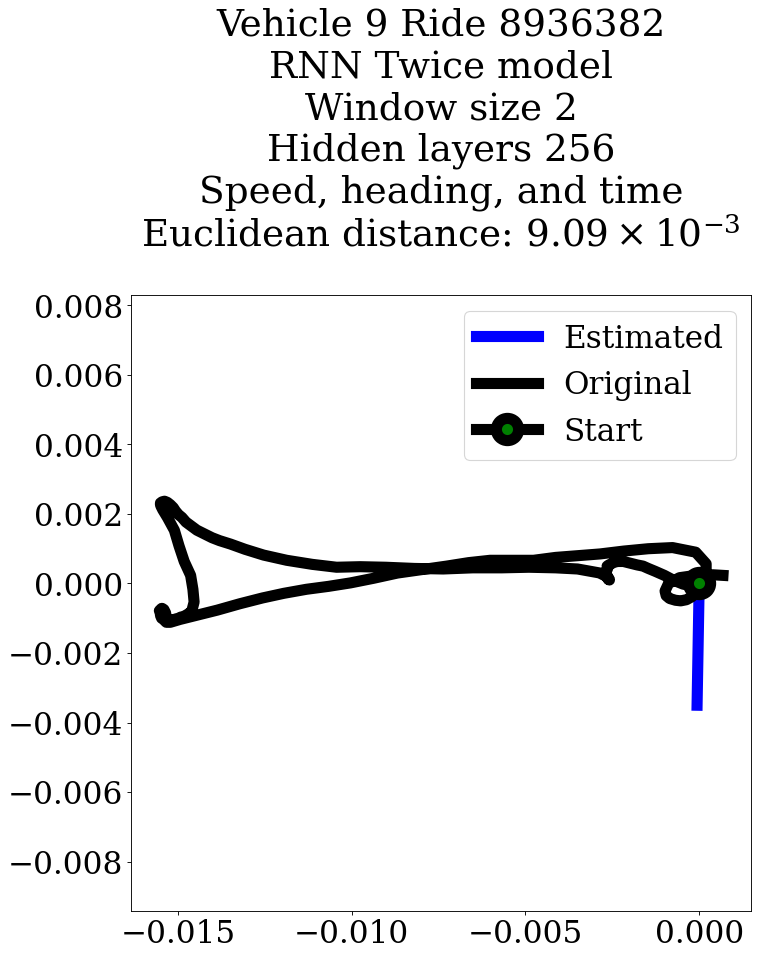 Vehicle 9 Ride 8936382
RNN Twice model
Window size 2
Hidden layers 256
Speed, heading, and time
Euclidean distance: 9.09 × 10⁻³
Estimated
Original
Start
0.008
0.006
0.004
0.002
0.000
−0.002
−0.004
−0.006
−0.008
−0.015
−0.010
−0.005
0.000